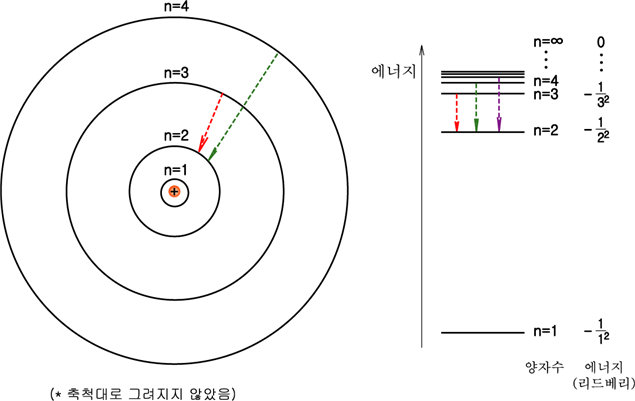 n=4
n=3
n=2
n=1
+
(* 축척대로 그려지지 않았음)
에너지
n=∞ 0
n=4
n=3 -1/3²
n=2 -1/2²
n=1 -1/1²
양자수 에너지
(리드베리)